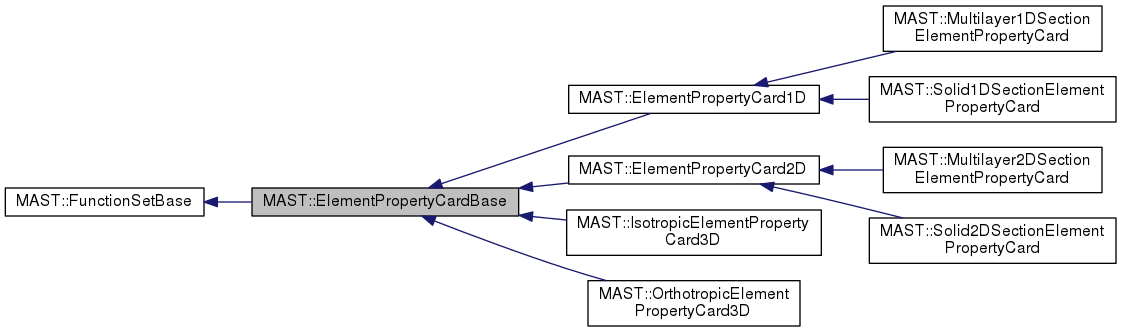 MAST::FunctionSetBase
MAST::ElementPropertyCardBase
MAST::ElementPropertyCard1D
MAST::Multilayer1DSection
ElementPropertyCard
MAST::Solid1DSectionElement
PropertyCard
MAST::ElementPropertyCard2D
MAST::Multilayer2DSection
ElementPropertyCard
MAST::Solid2DSectionElement
PropertyCard
MAST::IsotropicElementProperty
Card3D
MAST::OrthotropicElement
PropertyCard3D